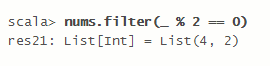 scala> nums.filter(_ % 2 == 0)
res21: List[Int] = List(4, 2)